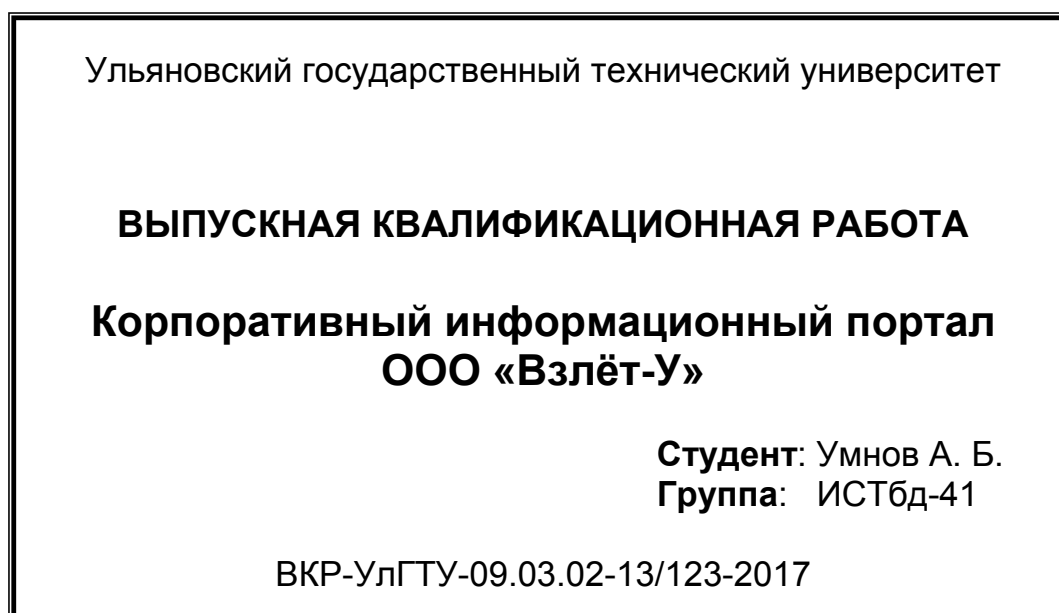 Ульяновский государственный технический университет
ВЫПУСКНАЯ КВАЛИФИКАЦИОННАЯ РАБОТА
Корпоративный информационный портал
ООО «Взлёт-У»
Студент: Умнов А. Б.
Группа: ИСТбд-41
ВКР-УлГТУ-09.03.02-13/123-2017